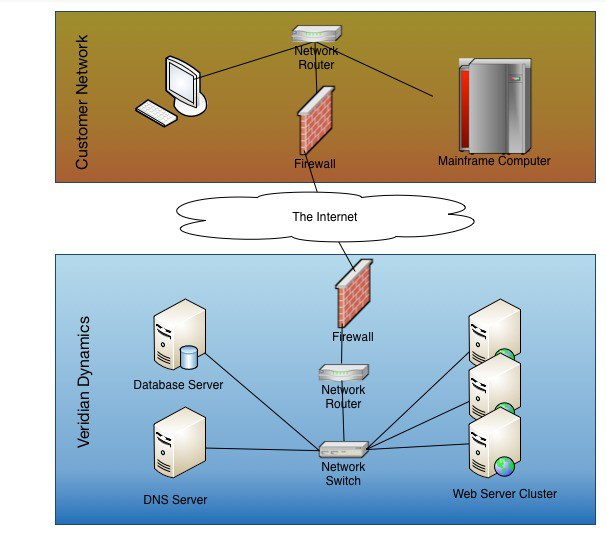 Customer Network
Network
Router
Firewall
Mainframe Computer
The Internet
Veridian Dynamics
Firewall
Database Server
Network
Router
DNS Server
Network
Switch
Web Server Cluster